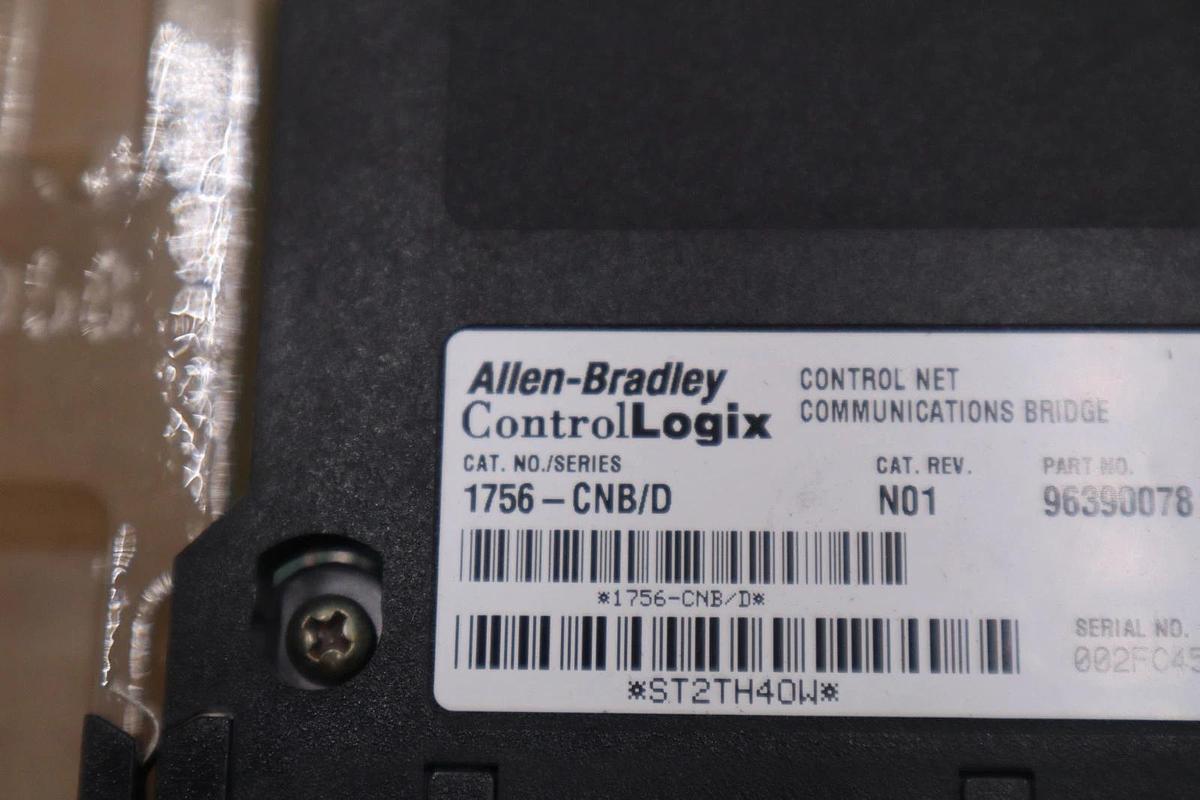 Allen-Bradley
ControlLogix
CONTROL NET
COMMUNICATIONS BRIDGE
CAT. NO./SERIES
1756-CNB/D
CAT. REV.
N01
PART NO.
96390078
*1756-CNB/D*
*ST2TH40W*
SERIAL NO.
002FC45